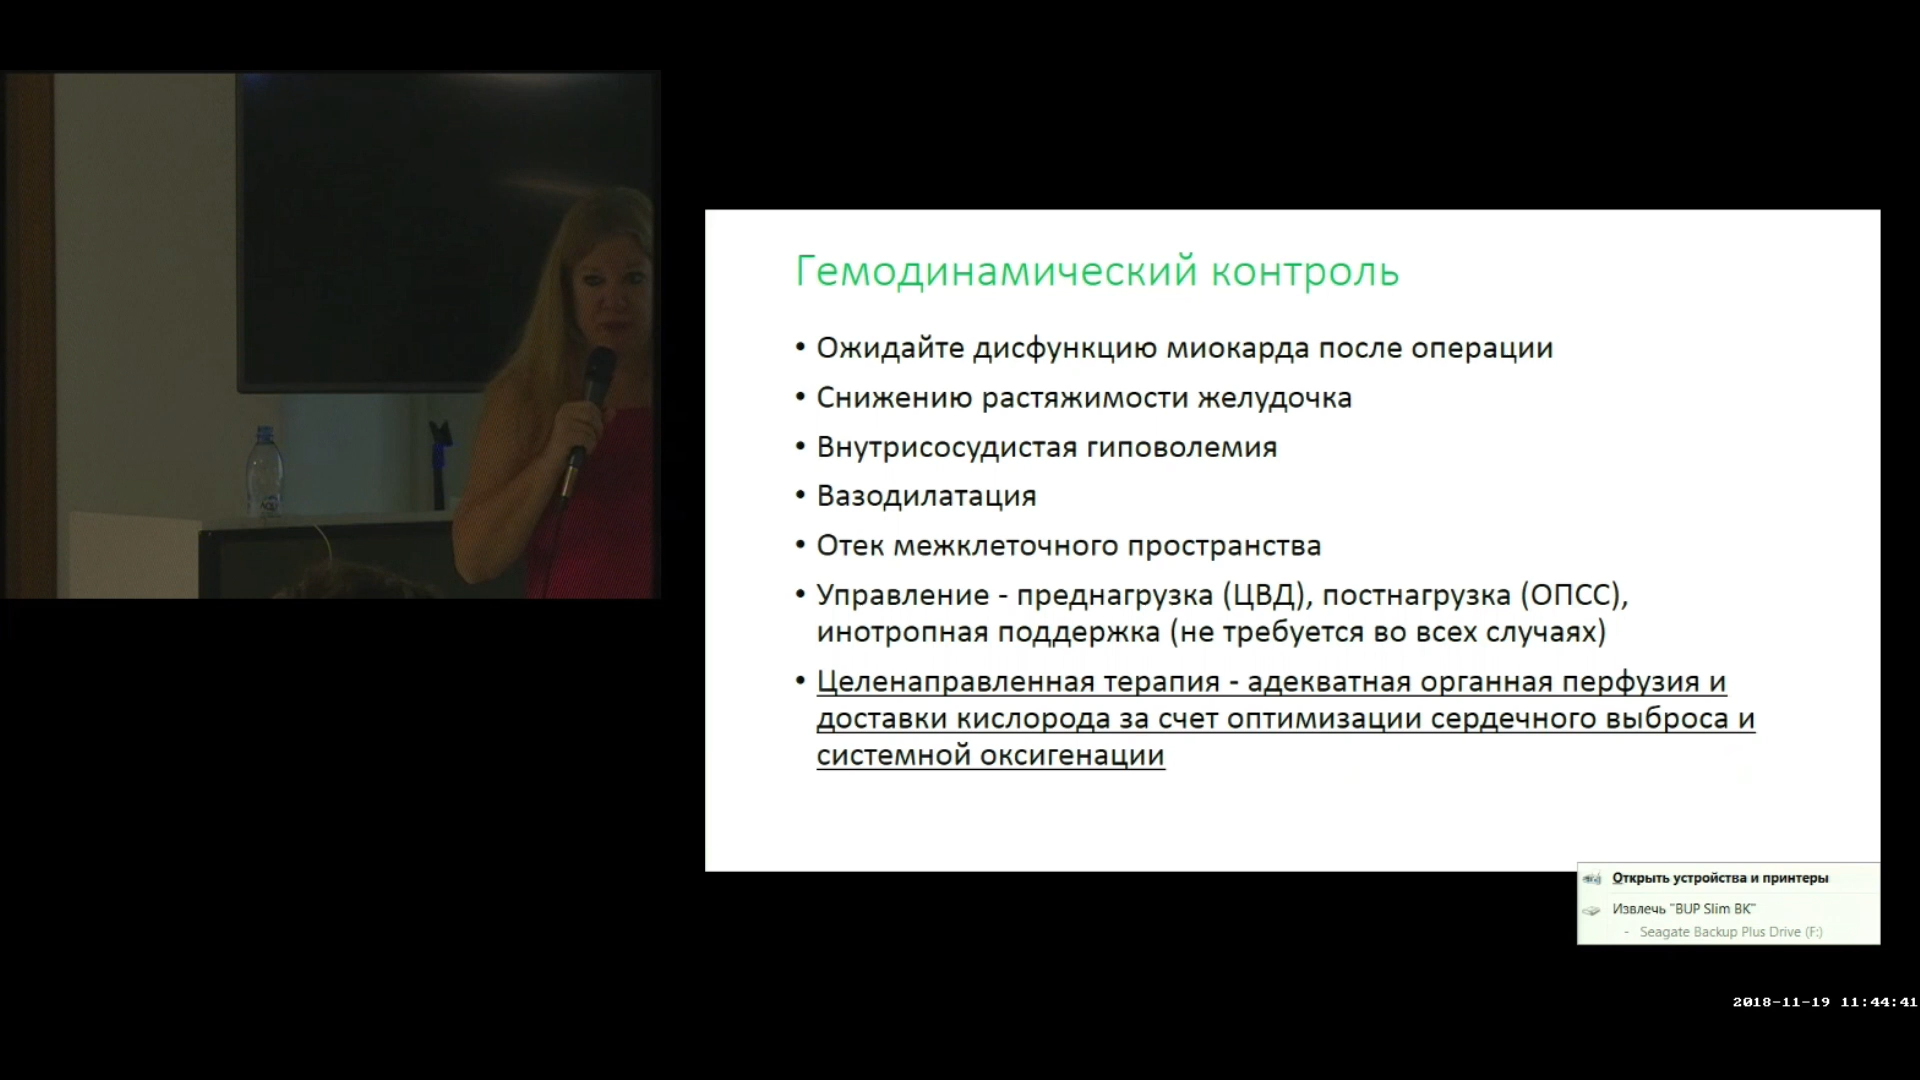 Гемодинамический контроль
• Ожидайте дисфункцию миокарда после операции
• Снижению растяжимости желудочка
• Внутрисосудистая гиповолемия
• Вазодилатация
• Отек межклеточного пространства
• Управление - преднагрузка (ЦВД), постнагрузка (ОПСС),
инотропная поддержка (не требуется во всех случаях)
• Целенаправленная терапия - адекватная органная перфузия и
доставки кислорода за счет оптимизации сердечного выброса и
системной оксигенации
Открыть устройства и принтеры
Извлечь "BUP Slim BK"
- Seagate Backup Plus Drive (F:)
2018-11-19 11:44:41